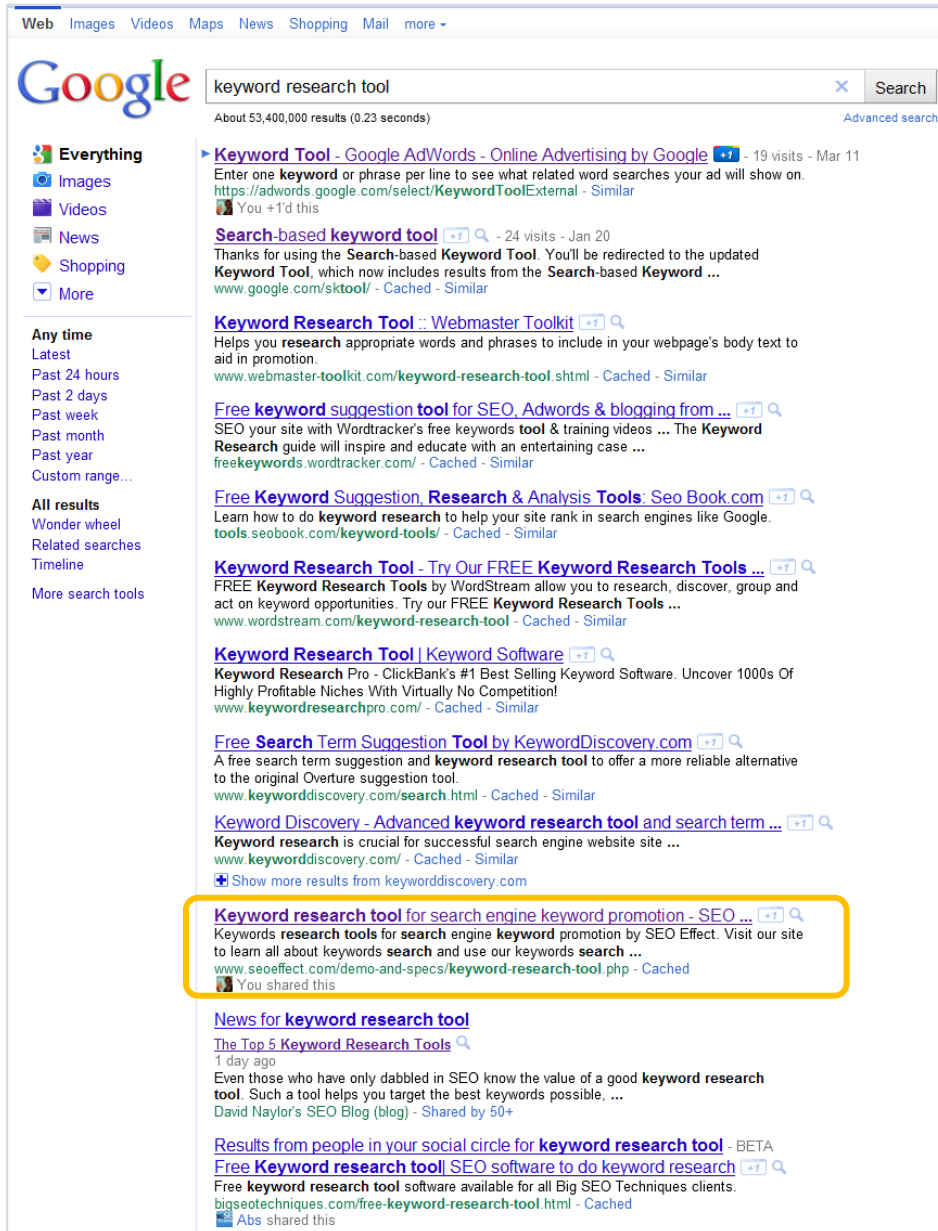 Web Images Videos Maps News Shopping Mail more
Google
keyword research tool
Search
About 53,400,000 results (0.23 seconds)
Advanced search
Everything
Images
Videos
News
Shopping
More
Any time
Latest
Past 24 hours
Past 2 days
Past week
Past month
Past year
Custom range...
All results
Wonder wheel
Related searches
Timeline
More search tools
Keyword Tool - Google AdWords - Online Advertising by Google +1 - 19 visits - Mar 11
Enter one keyword or phrase per line to see what related word searches your ad will show on.
https://adwords.google.com/select/KeywordToolExternal - Similar
You +1'd this
Search-based keyword tool +1 - 24 visits - Jan 20
Thanks for using the Search-based Keyword Tool. You'll be redirected to the updated
Keyword Tool, which now includes results from the Search-based Keyword ...
www.google.com/sktool/ - Cached - Similar
Keyword Research Tool :: Webmaster Toolkit +1
Helps you research appropriate words and phrases to include in your webpage's body text to
aid in promotion.
www.webmaster-toolkit.com/keyword-research-tool.shtml - Cached - Similar
Free keyword suggestion tool for SEO, Adwords & blogging from ... +1
SEO your site with Wordtracker's free keywords tool & training videos ... The Keyword
Research guide will inspire and educate with an entertaining case ...
freekeywords.wordtracker.com/ - Cached - Similar
Free Keyword Suggestion, Research & Analysis Tools: Seo Book.com +1
Learn how to do keyword research to help your site rank in search engines like Google.
tools.seobook.com/keyword-tools/ - Cached - Similar
Keyword Research Tool - Try Our FREE Keyword Research Tools ... +1
FREE Keyword Research Tools by WordStream allow you to research, discover, group and
act on keyword opportunities. Try our FREE Keyword Research Tools ...
www.wordstream.com/keyword-research-tool - Cached - Similar
Keyword Research Tool | Keyword Software +1
Keyword Research Pro - ClickBank's #1 Best Selling Keyword Software. Uncover 1000s Of
Highly Profitable Niches With Virtually No Competition!
www.keywordresearchpro.com/ - Cached - Similar
Free Search Term Suggestion Tool by KeywordDiscovery.com +1
A free search term suggestion and keyword research tool to offer a more reliable alternative
to the original Overture suggestion tool.
www.keyworddiscovery.com/search.html - Cached - Similar
Keyword Discovery - Advanced keyword research tool and search term ... +1
Keyword research is crucial for successful search engine website site ...
www.keyworddiscovery.com/ - Cached - Similar
Show more results from keyworddiscovery.com
Keyword research tool for search engine keyword promotion - SEO ... +1
Keywords research tools for search engine keyword promotion by SEO Effect. Visit our site
to learn all about keywords search and use our keywords search ...
www.seoeffect.com/demo-and-specs/keyword-research-tool.php - Cached
You shared this
News for keyword research tool
The Top 5 Keyword Research Tools
1 day ago
Even those who have only dabbled in SEO know the value of a good keyword research
tool. Such a tool helps you target the best keywords possible, ...
David Naylor's SEO Blog (blog) - Shared by 50+
Results from people in your social circle for keyword research tool - BETA
Free Keyword research tool| SEO software to do keyword research +1
Free keyword research tool software available for all Big SEO Techniques clients.
bigseotechniques.com/free-keyword-research-tool.html - Cached
Abs shared this